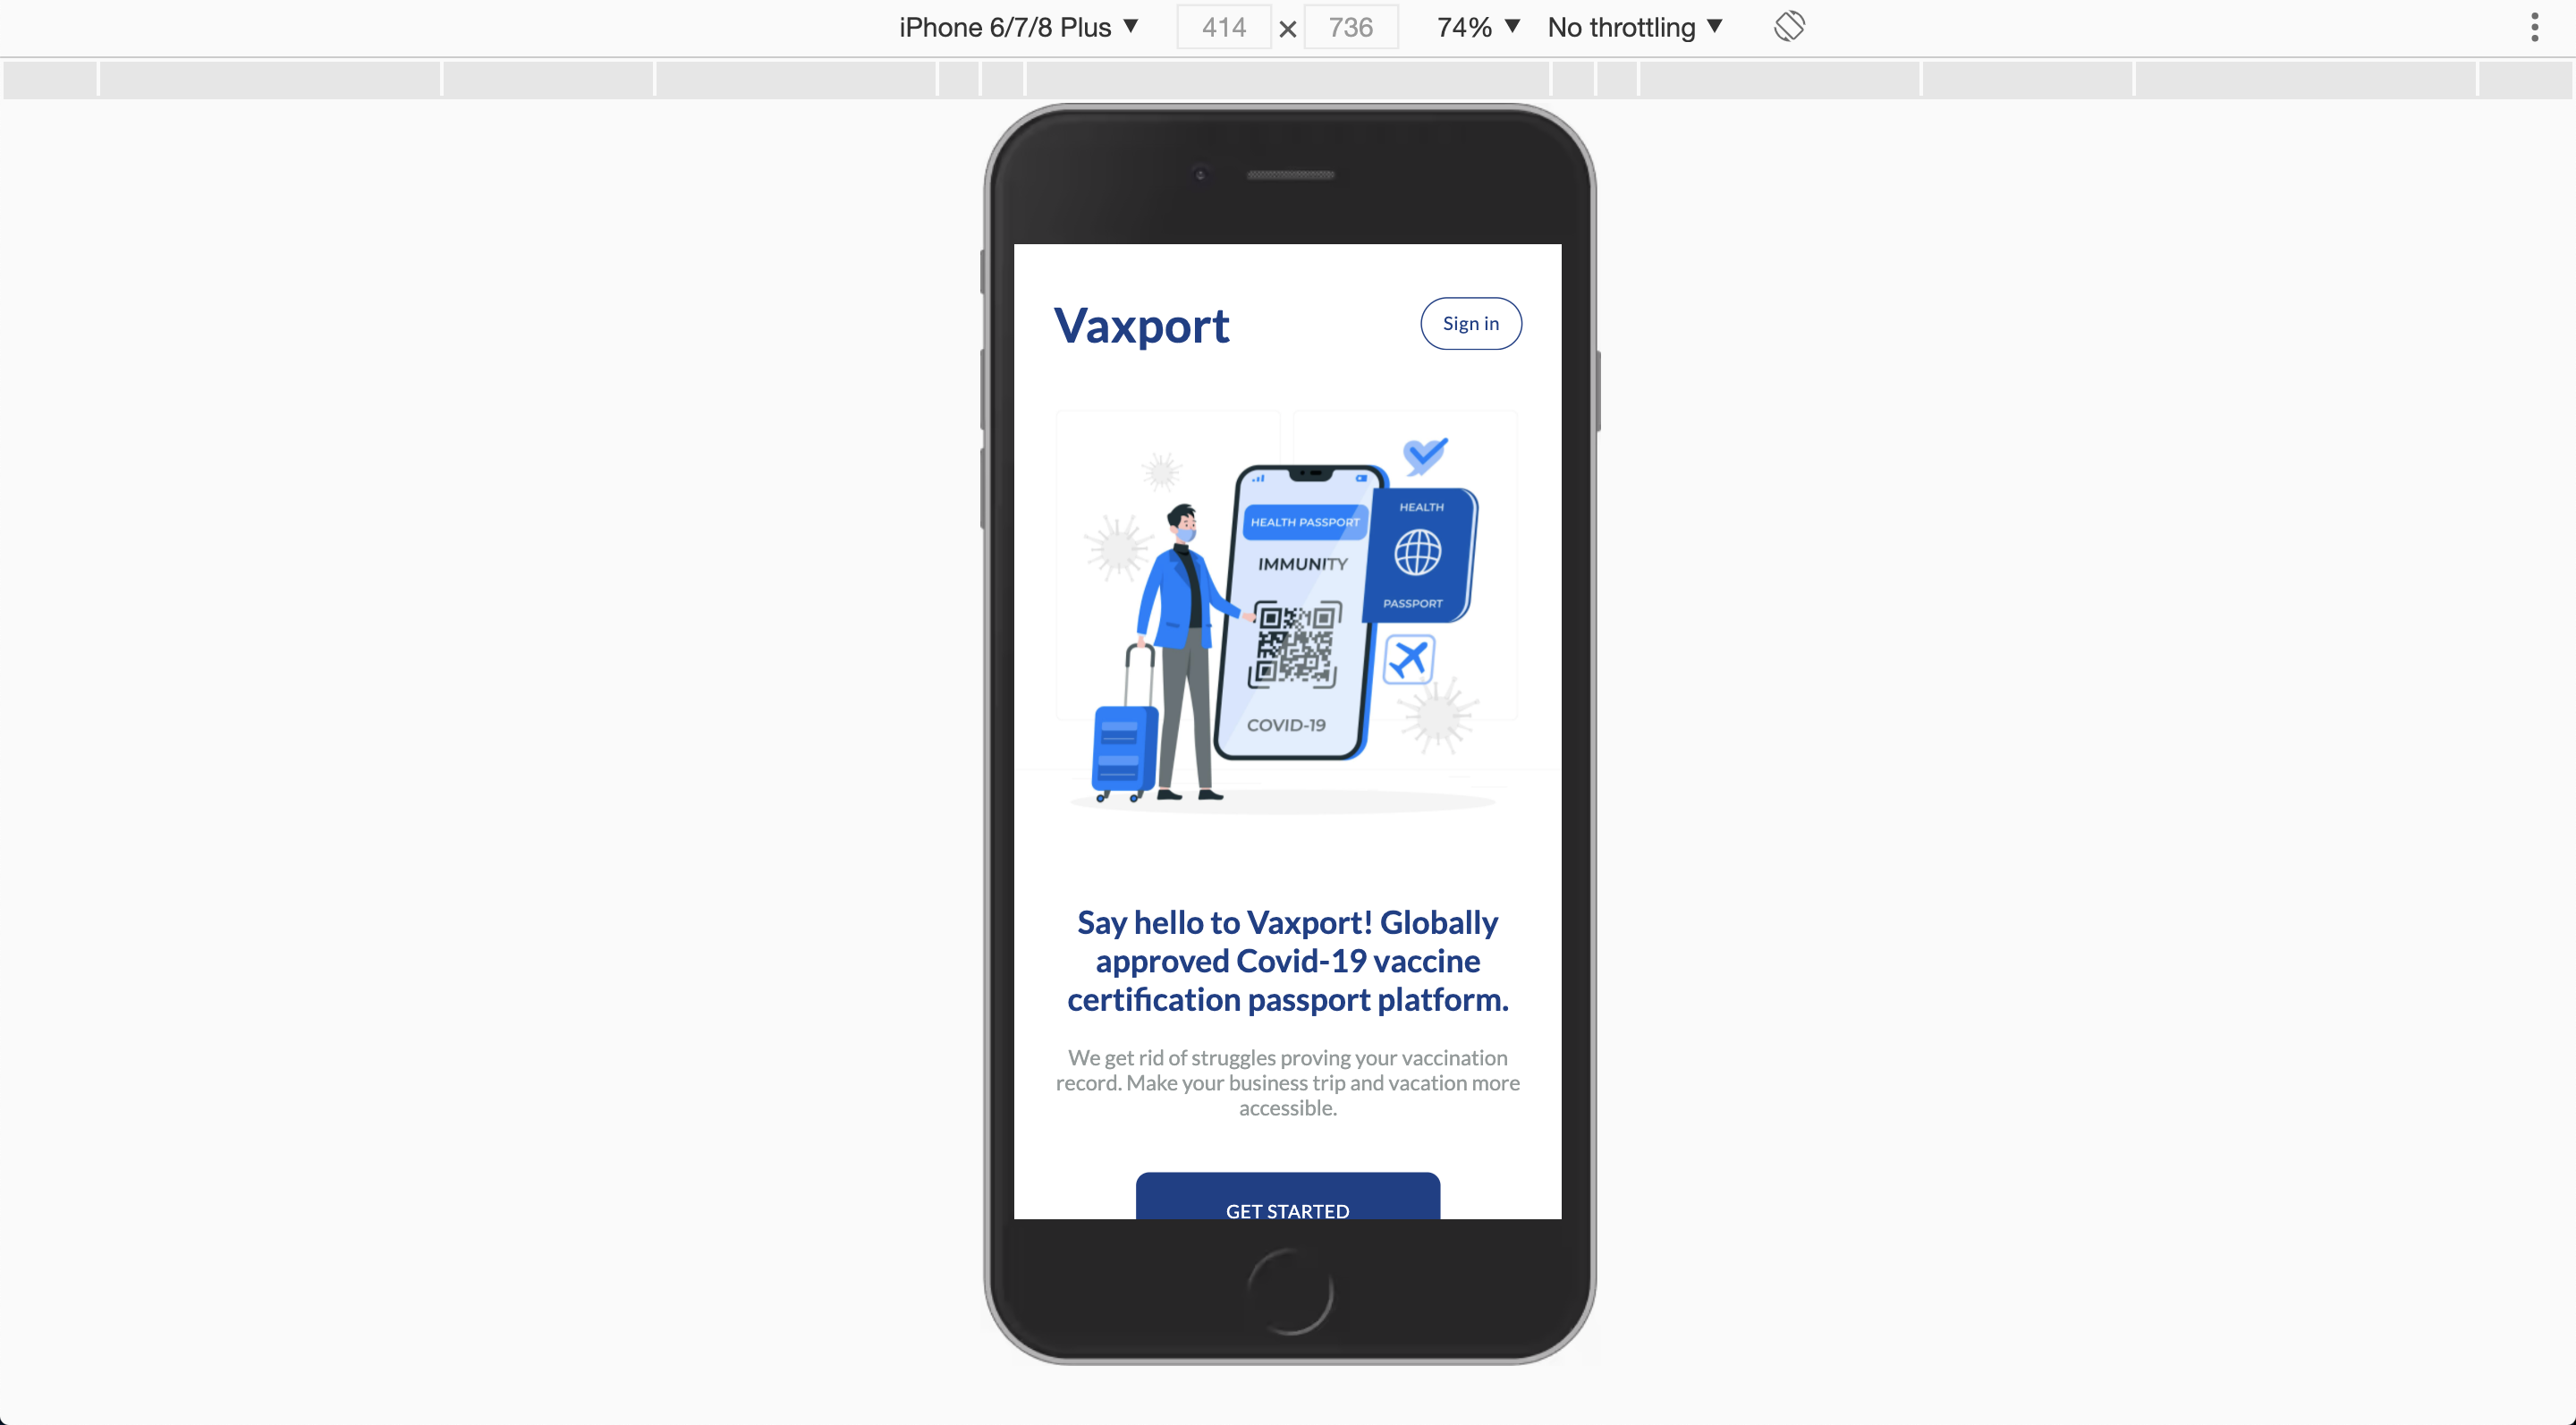 iPhone 6/7/8 Plus ▼ 414 × 736 74% ▼ No throttling ▼
Vaxport
Sign in
HEALTH PASSPORT
IMMUNITY
COVID-19
HEALTH
PASSPORT
Say hello to Vaxport! Globally
approved Covid-19 vaccine
certification passport platform.
We get rid of struggles proving your vaccination
record. Make your business trip and vacation more
accessible.
GET STARTED